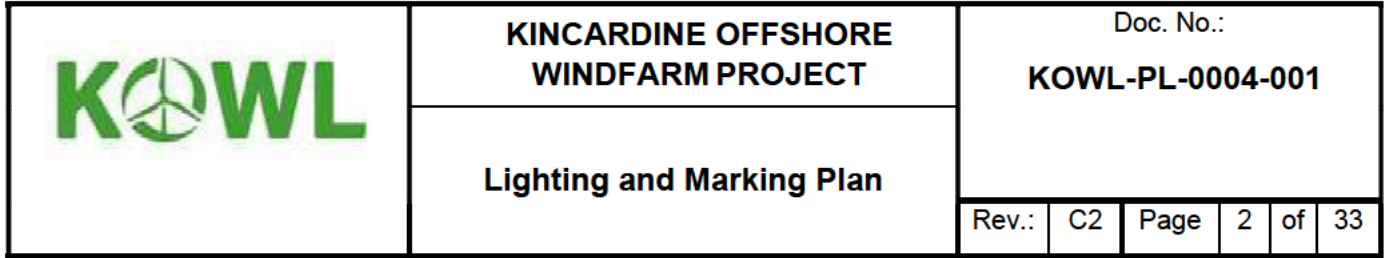 KOWL
KINCARDINE OFFSHORE
WINDFARM PROJECT
Lighting and Marking Plan
Doc. No.:
KOWL-PL-0004-001
Rev.: C2 Page 2 of 33